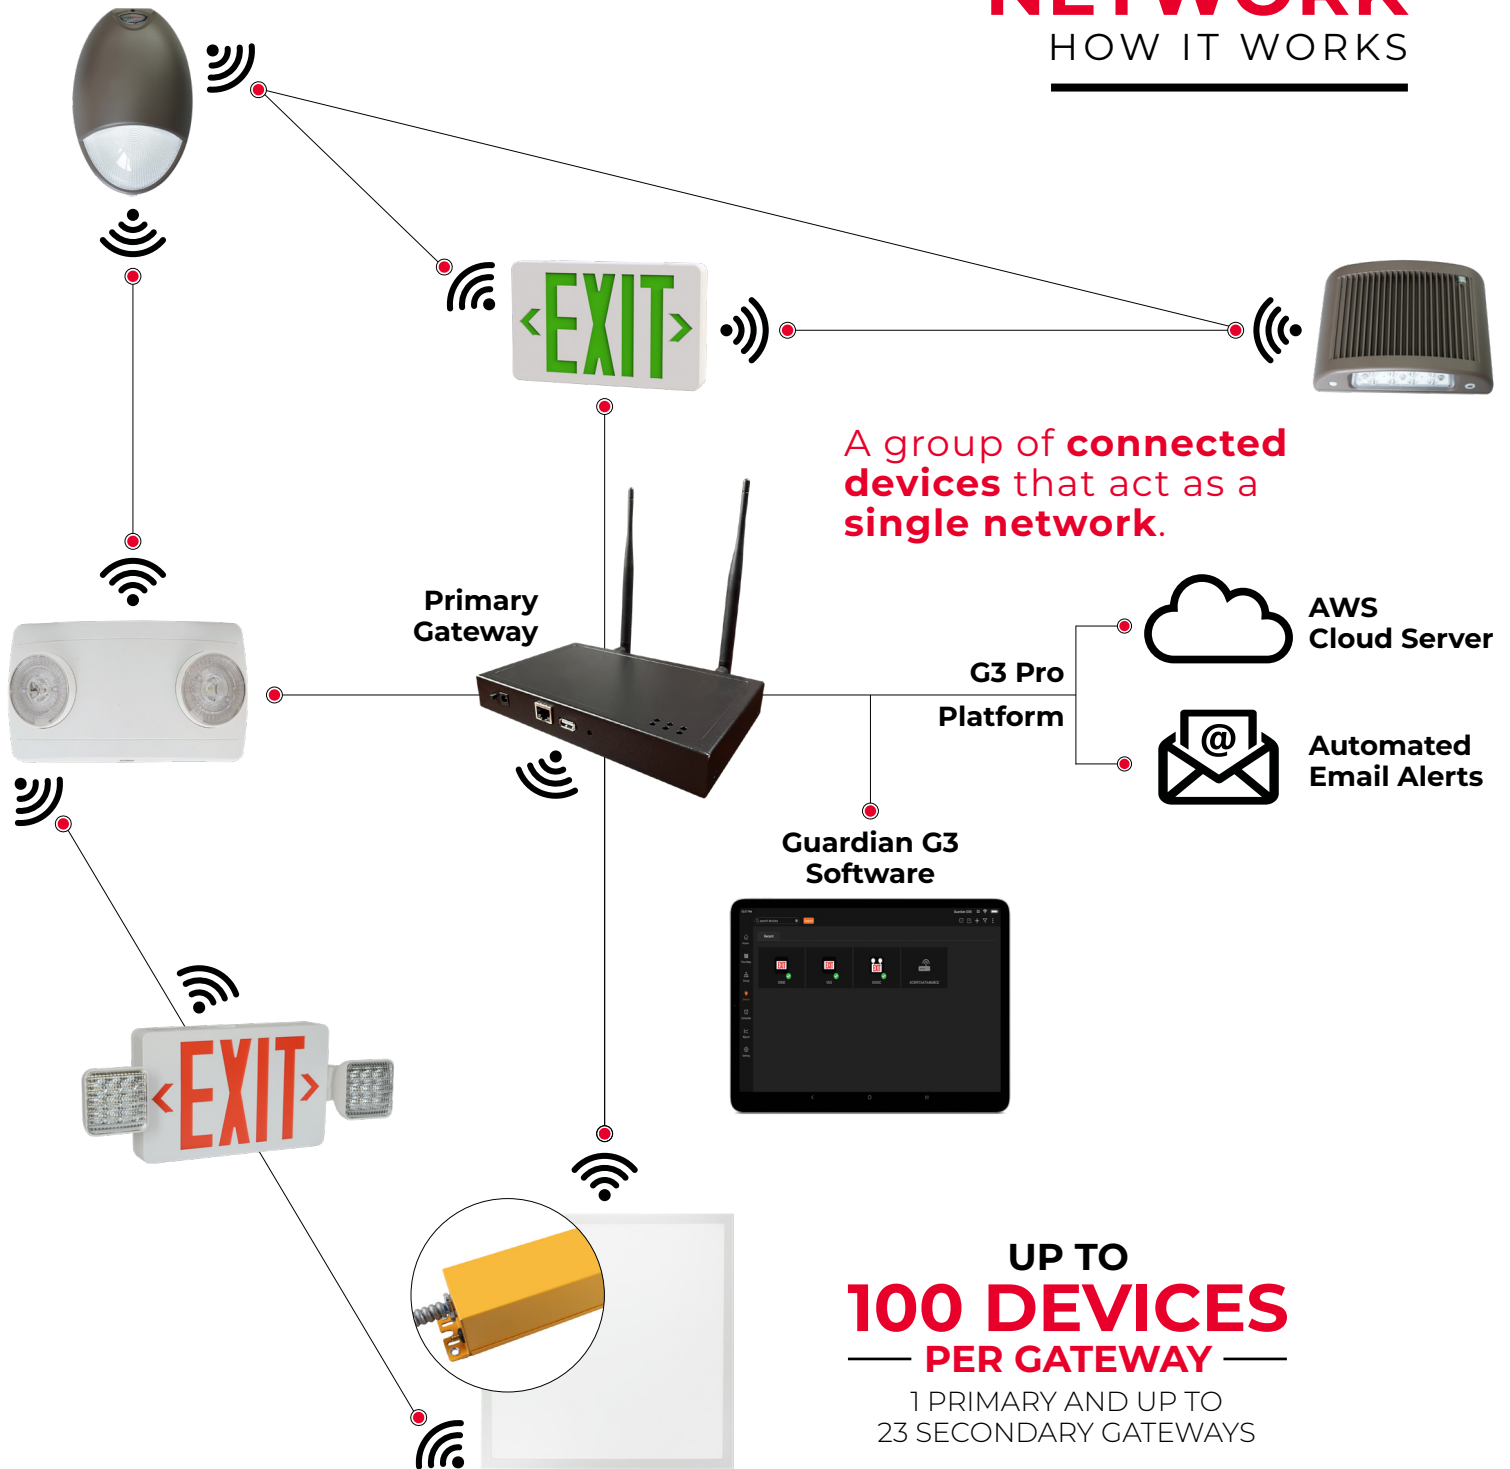 NETWORK
HOW IT WORKS
<EXIT>
A group of connected
devices that act as a
single network.
Primary
Gateway
AWS
Cloud Server
G3 Pro
Platform
@
Automated
Email Alerts
Guardian G3
Software
<EXIT>
UP TO
100 DEVICES
PER GATEWAY
1 PRIMARY AND UP TO
23 SECONDARY GATEWAYS